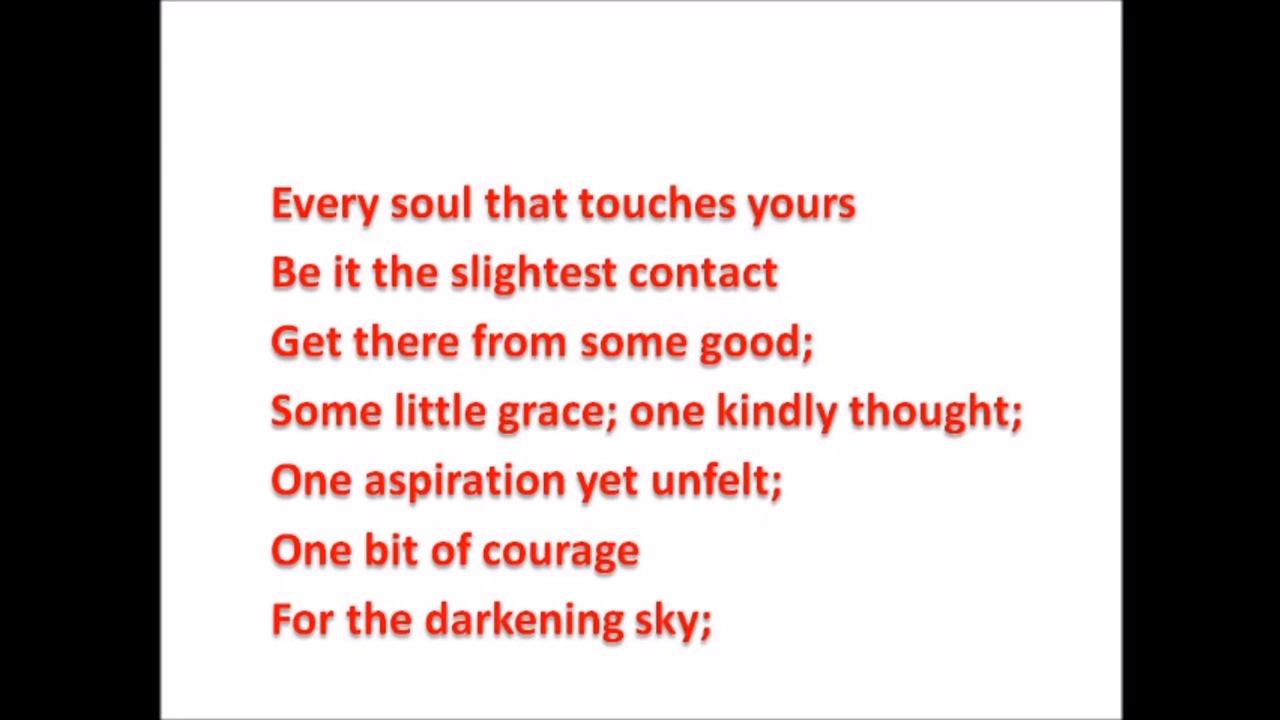 Every soul that touches yours
Be it the slightest contact
Get there from some good;
Some little grace; one kindly thought;
One aspiration yet unfelt;
One bit of courage
For the darkening sky;